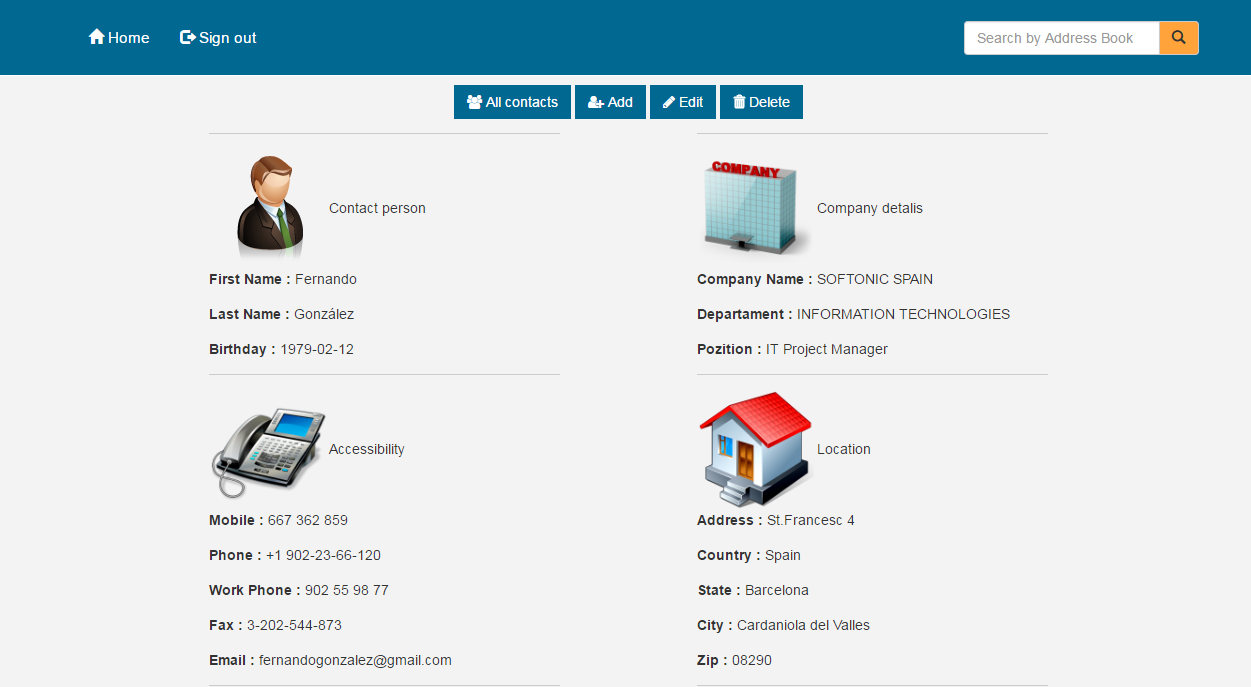 Home
Sign out
Search by Address Book
All contacts
Add
Edit
Delete
Contact person
First Name : Fernando
Last Name : González
Birthday : 1979-02-12
COMPANY
Company detalis
Company Name : SOFTONIC SPAIN
Departament : INFORMATION TECHNOLOGIES
Pozition : IT Project Manager
Accessibility
Mobile : 667 362 859
Phone : +1 902-23-66-120
Work Phone : 902 55 98 77
Fax : 3-202-544-873
Email : fernandogonzalez@gmail.com
Location
Address : St.Francesc 4
Country : Spain
State : Barcelona
City : Cardaniola del Valles
Zip : 08290